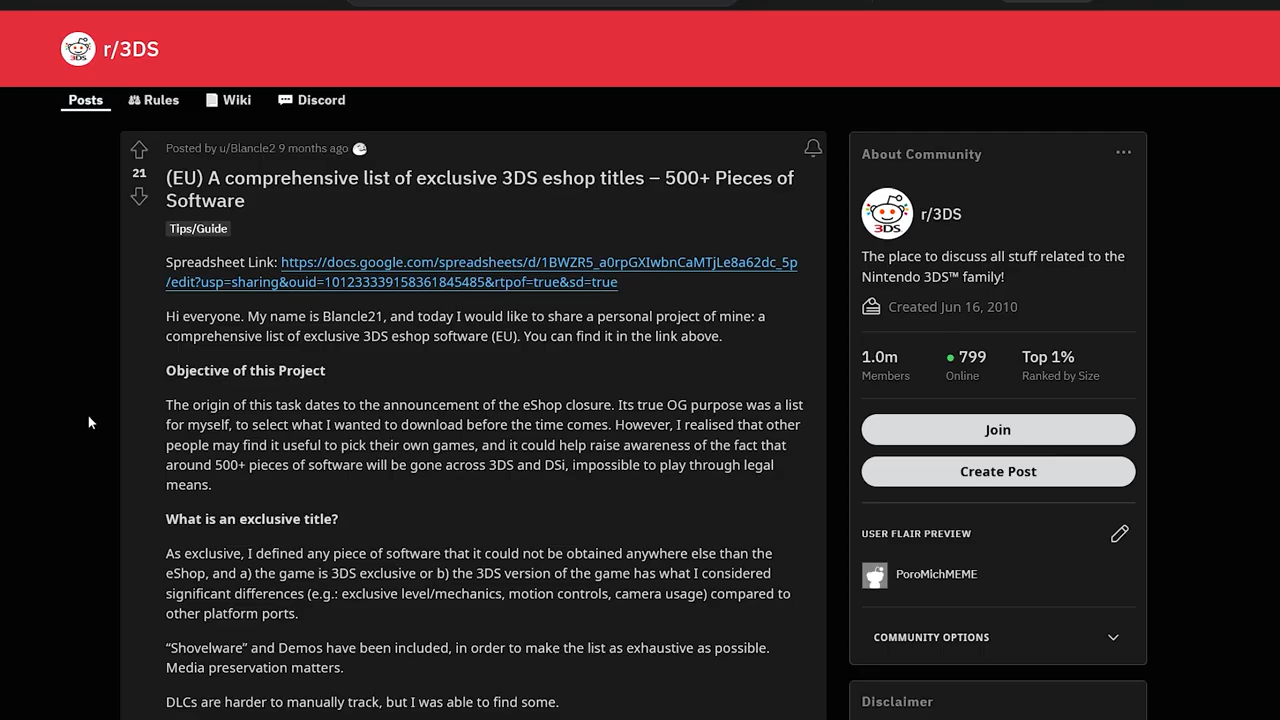 r/3DS
Posts
Rules
Wiki
Discord
Posted by u/Blancle2 9 months ago
21
(EU) A comprehensive list of exclusive 3DS eshop titles – 500+ Pieces of
Software
Tips/Guide
Spreadsheet Link: https://docs.google.com/spreadsheets/d/1BWZR5_a0rpGXIwbnCaMTjLe8a62dc_5p
/edit?usp=sharing&ouid=101233339158361845485&rtpof=true&sd=true
Hi everyone. My name is Blancle21, and today I would like to share a personal project of mine: a
comprehensive list of exclusive 3DS eshop software (EU). You can find it in the link above.
Objective of this Project
The origin of this task dates to the announcement of the eShop closure. Its true OG purpose was a list
for myself, to select what I wanted to download before the time comes. However, I realised that other
people may find it useful to pick their own games, and it could help raise awareness of the fact that
around 500+ pieces of software will be gone across 3DS and DSi, impossible to play through legal
means.
What is an exclusive title?
As exclusive, I defined any piece of software that it could not be obtained anywhere else than the
eShop, and a) the game is 3DS exclusive or b) the 3DS version of the game has what I considered
significant differences (e.g.: exclusive level/mechanics, motion controls, camera usage) compared to
other platform ports.
“Shovelware” and Demos have been included, in order to make the list as exhaustive as possible.
Media preservation matters.
DLCs are harder to manually track, but I was able to find some.
About Community
3DS
r/3DS
The place to discuss all stuff related to the
Nintendo 3DS™ family!
Created Jun 16, 2010
1.0m
Members
799
Online
Top 1%
Ranked by Size
Join
Create Post
USER FLAIR PREVIEW
PoroMichMEME
COMMUNITY OPTIONS
Disclaimer